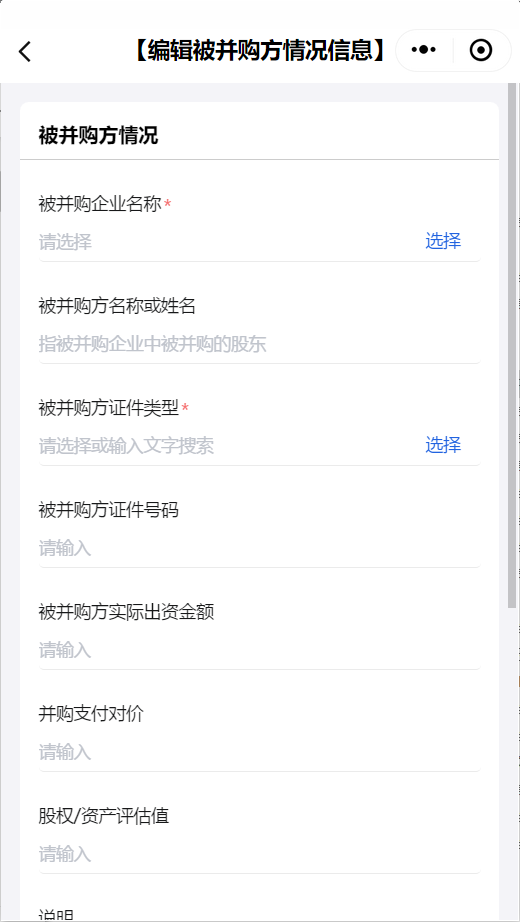 【编辑被并购方情况信息】
被并购方情况
被并购企业名称*
请选择 选择
被并购方名称或姓名
指被并购企业中被并购的股东
被并购方证件类型*
请选择或输入文字搜索 选择
被并购方证件号码
请输入
被并购方实际出资金额
请输入
并购支付对价
请输入
股权/资产评估值
请输入
说明